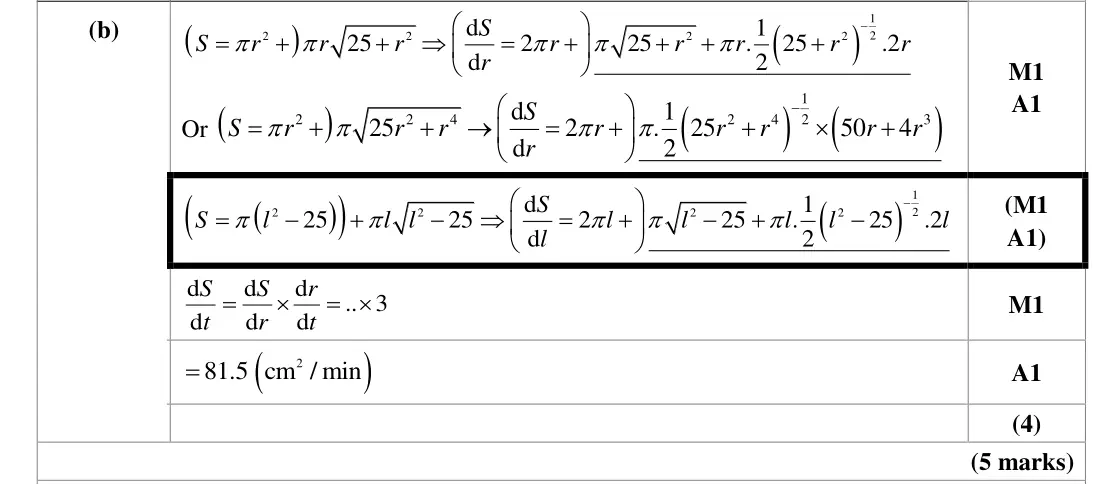 (b) (S = πr² +) πr√(25 + r²) ⇒ (dS/dr = 2πr +) π√(25 + r²) + πr.1/2(25 + r²)^(-1/2).2r
M1
A1
Or (S = πr² +) π√(25r² + r⁴) → (dS/dr = 2πr +) π.1/2(25r² + r⁴)^(-1/2) × (50r + 4r³)
(S = π(l² − 25)) + πl√(l² − 25) ⇒ (dS/dl = 2πl +) π√(l² − 25) + πl.1/2(l² − 25)^(-1/2).2l
(M1
A1)
dS/dt = dS/dr × dr/dt = .. × 3 M1
= 81.5 (cm² / min) A1
(4)
(5 marks)